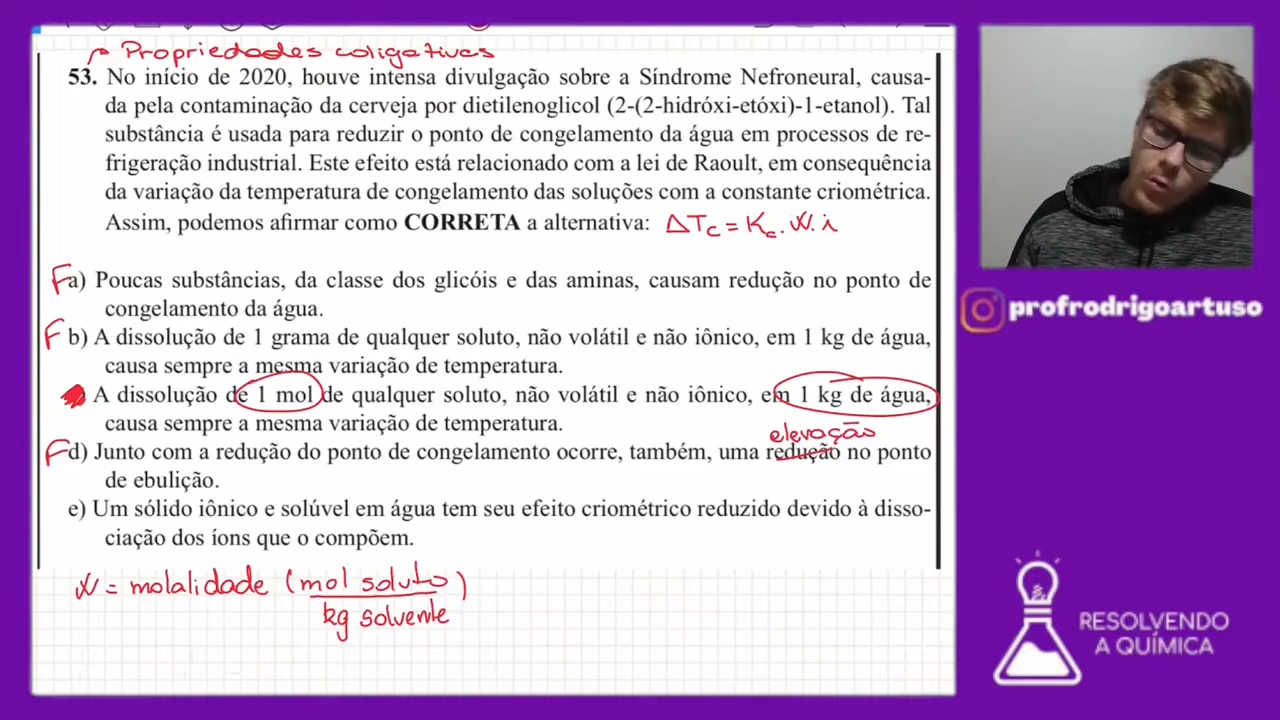 Propriedades coligativas
53. No início de 2020, houve intensa divulgação sobre a Síndrome Nefroneural, causa-
da pela contaminação da cerveja por dietilenoglicol (2-(2-hidróxi-etóxi)-1-etanol). Tal
substância é usada para reduzir o ponto de congelamento da água em processos de re-
frigeração industrial. Este efeito está relacionado com a lei de Raoult, em consequência
da variação da temperatura de congelamento das soluções com a constante criométrica.
Assim, podemos afirmar como CORRETA a alternativa: ΔTc = Kc . W . i
F a) Poucas substâncias, da classe dos glicóis e das aminas, causam redução no ponto de
congelamento da água.
F b) A dissolução de 1 grama de qualquer soluto, não volátil e não iônico, em 1 kg de água,
causa sempre a mesma variação de temperatura.
A dissolução de 1 mol de qualquer soluto, não volátil e não iônico, em 1 kg de água,
causa sempre a mesma variação de temperatura.
elevação
F d) Junto com a redução do ponto de congelamento ocorre, também, uma redução no ponto
de ebulição.
e) Um sólido iônico e solúvel em água tem seu efeito criométrico reduzido devido à disso-
ciação dos íons que o compõem.
W = molalidade (mol soluto)
kg solvente
profrodrigoartuso
RESOLVENDO
A QUÍMICA